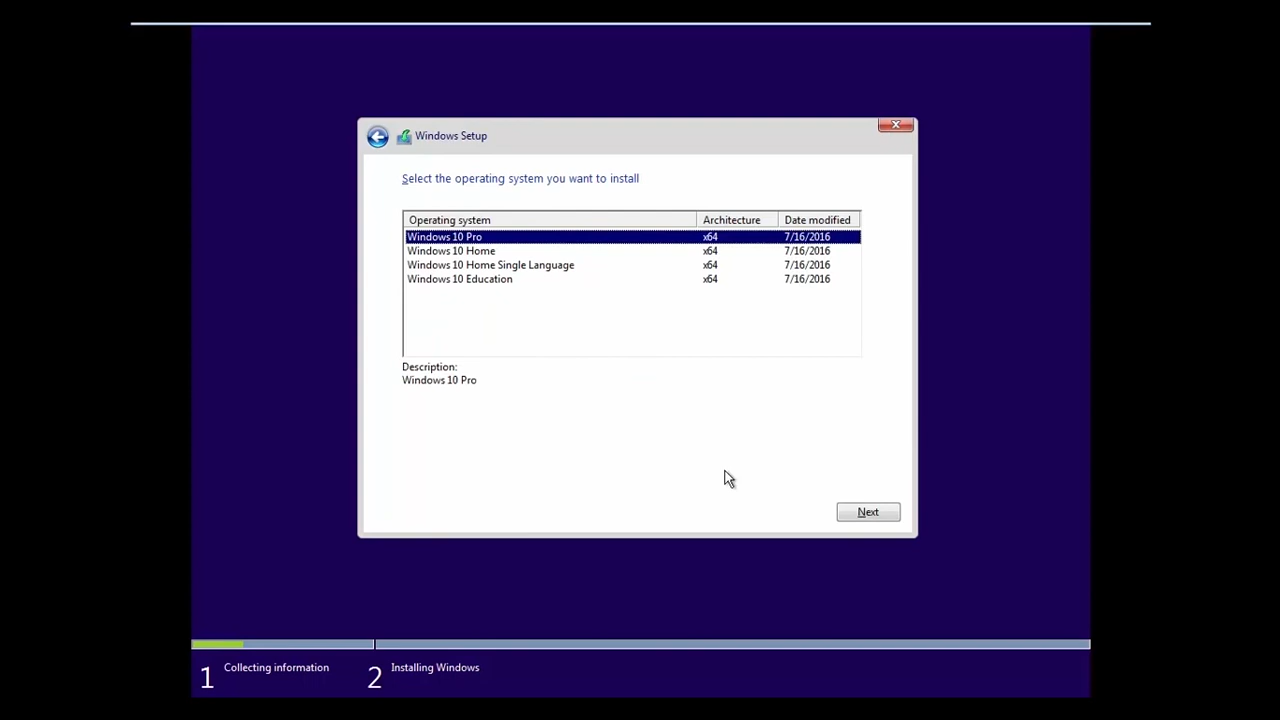 Windows Setup
Select the operating system you want to install
Operating system Architecture Date modified
Windows 10 Pro x64 7/16/2016
Windows 10 Home x64 7/16/2016
Windows 10 Home Single Language x64 7/16/2016
Windows 10 Education x64 7/16/2016
Description:
Windows 10 Pro
Next
1 Collecting information 2 Installing Windows